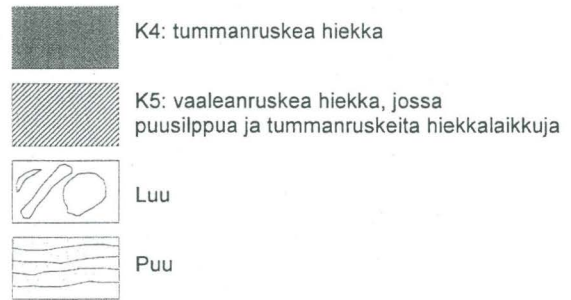 K4: tummanruskea hiekka
K5: vaaleanruskea hiekka, jossa
puusilppua ja tummanruskeita hiekkalaikkuja
Luu
Puu